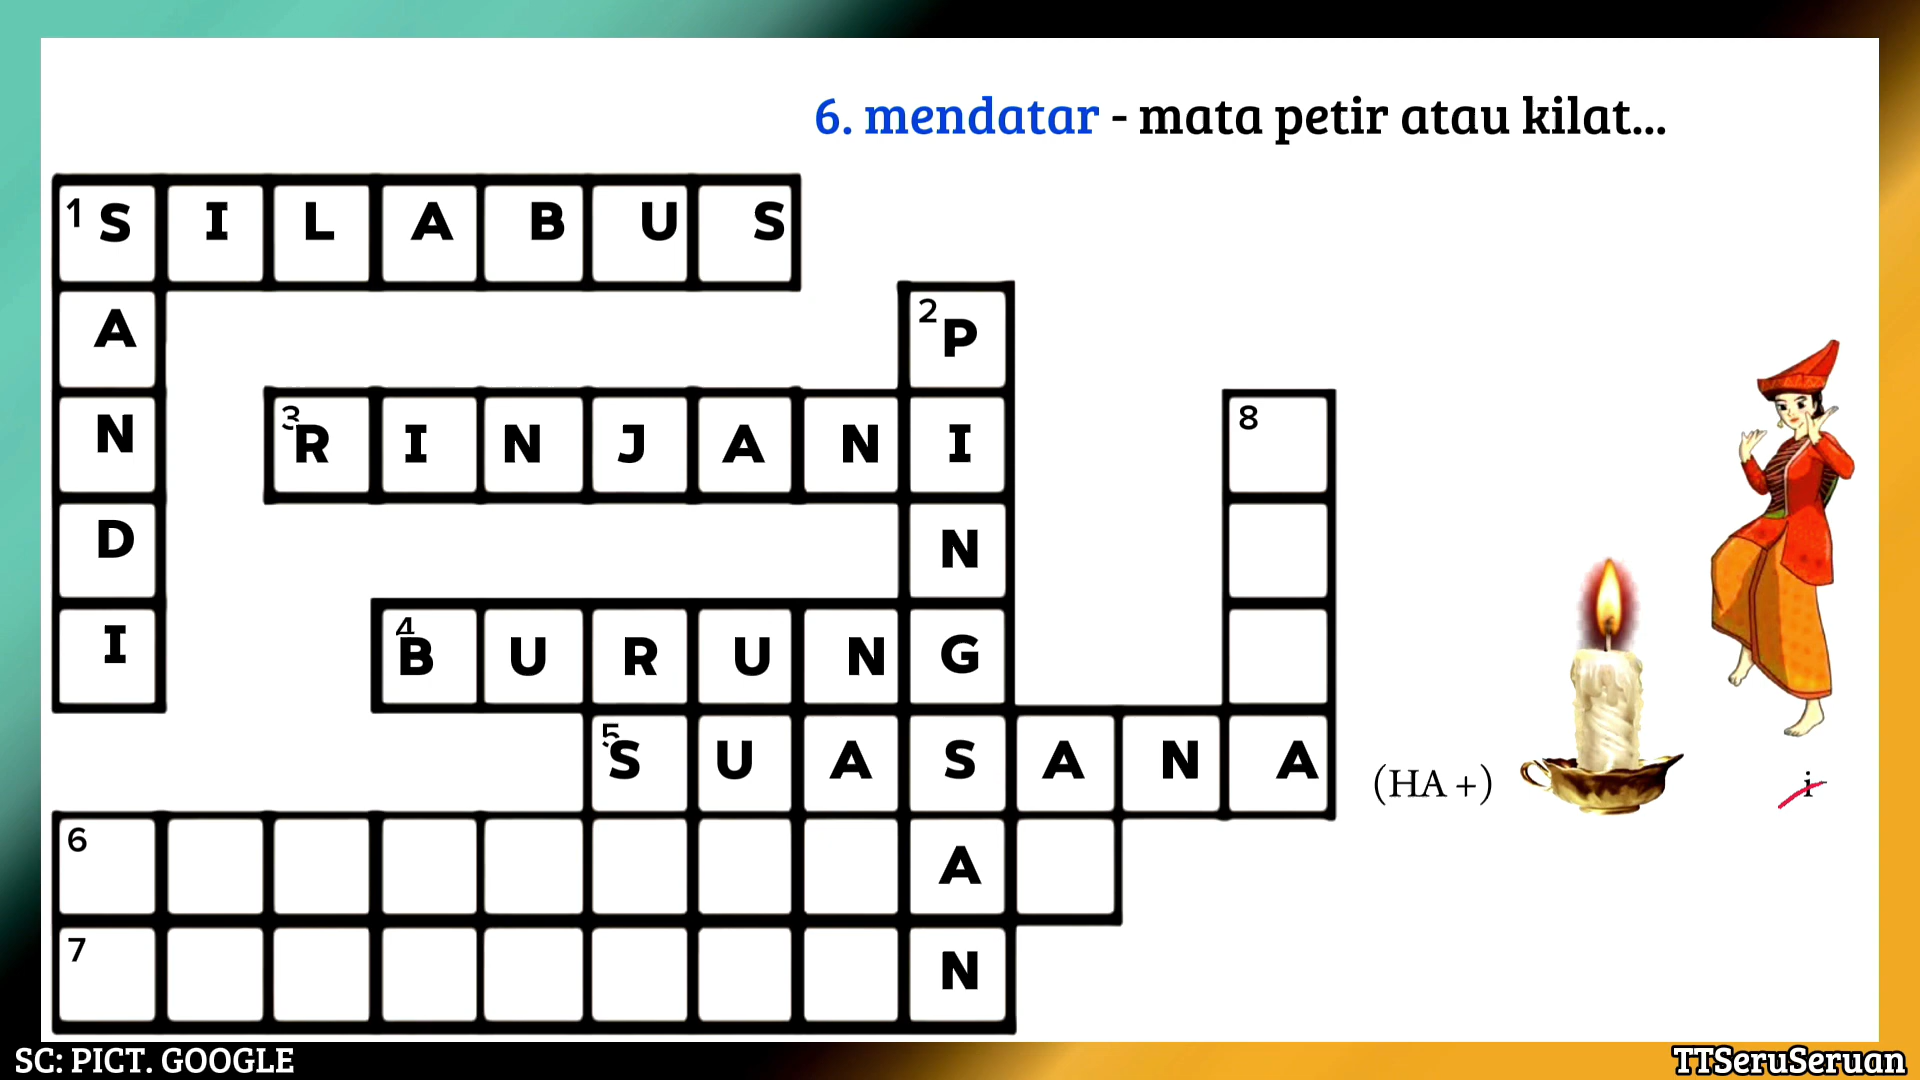 6. mendatar - mata petir atau kilat...
1 S I L A B U S
A 2 P
N 3 R I N J A N I 8
D N
I 4 B U R U N G
5 S U A S A N A (HA +) i
6 A
7 N
SC: PICT. GOOGLE
TTSeruSeruan